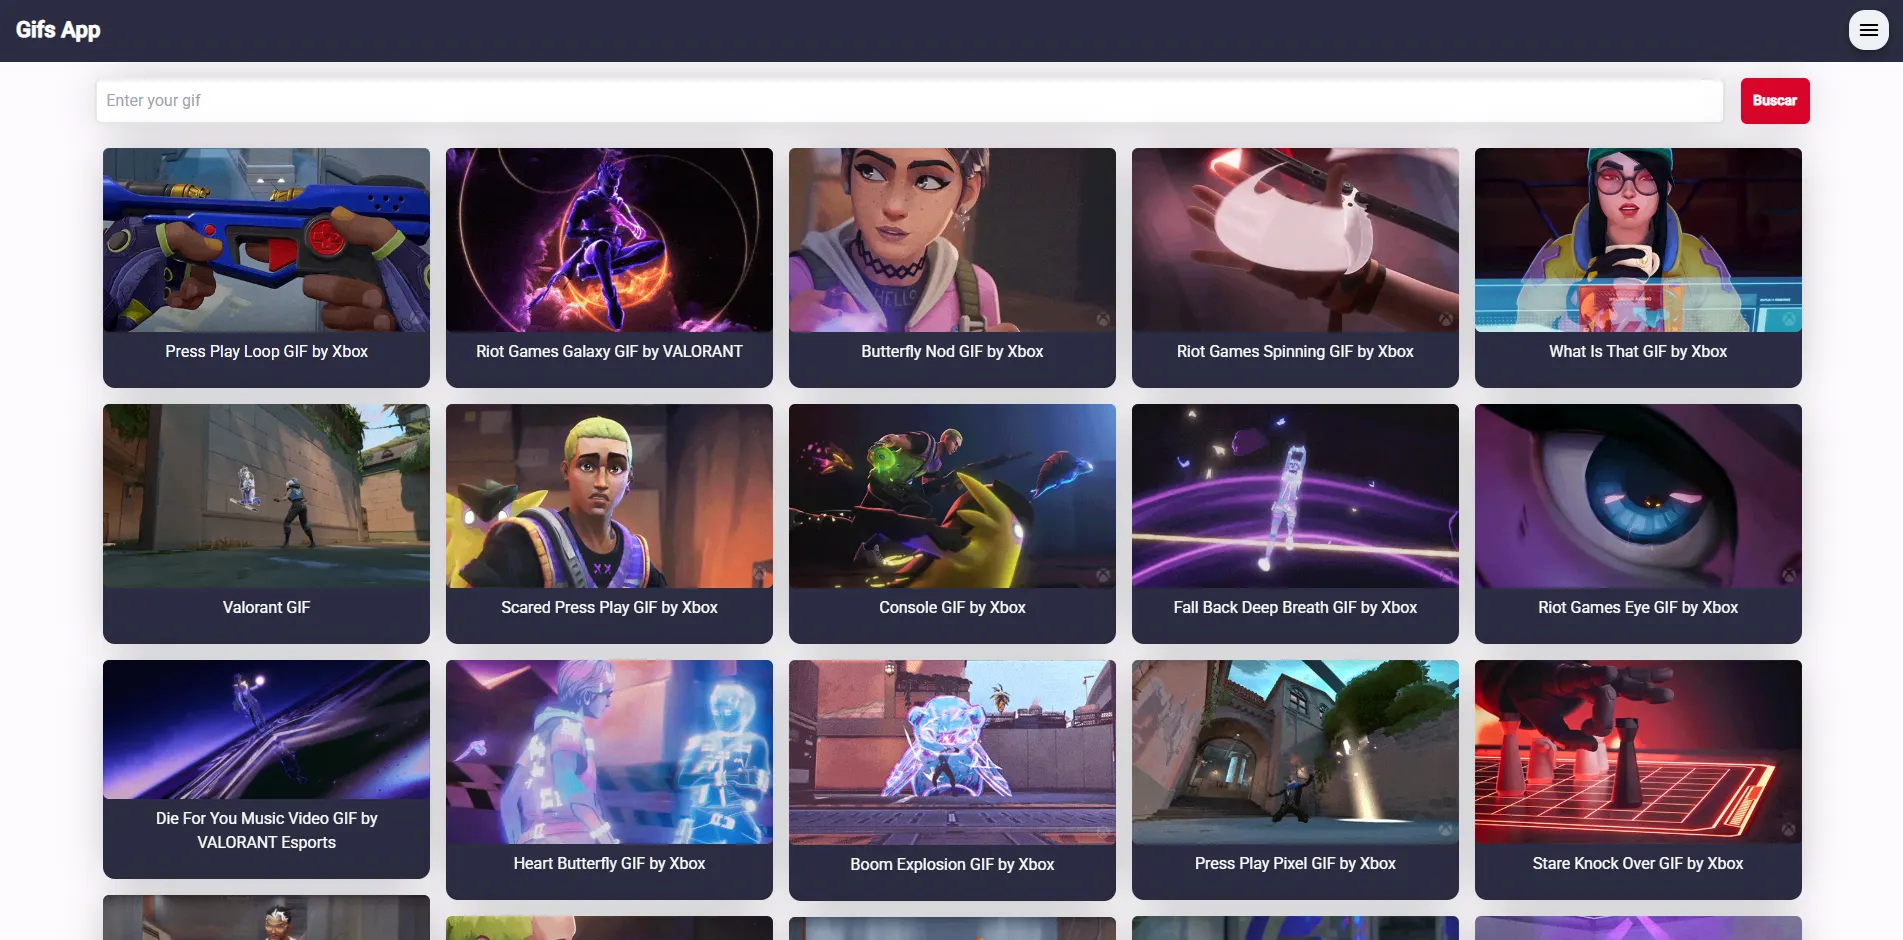 Gifs App
Enter your gif
Buscar
HELLO
Press Play Loop GIF by Xbox
Riot Games Galaxy GIF by VALORANT
Butterfly Nod GIF by Xbox
Riot Games Spinning GIF by Xbox
What Is That GIF by Xbox
Valorant GIF
Scared Press Play GIF by Xbox
Console GIF by Xbox
Fall Back Deep Breath GIF by Xbox
Riot Games Eye GIF by Xbox
Die For You Music Video GIF by
VALORANT Esports
Heart Butterfly GIF by Xbox
Boom Explosion GIF by Xbox
Press Play Pixel GIF by Xbox
Stare Knock Over GIF by Xbox